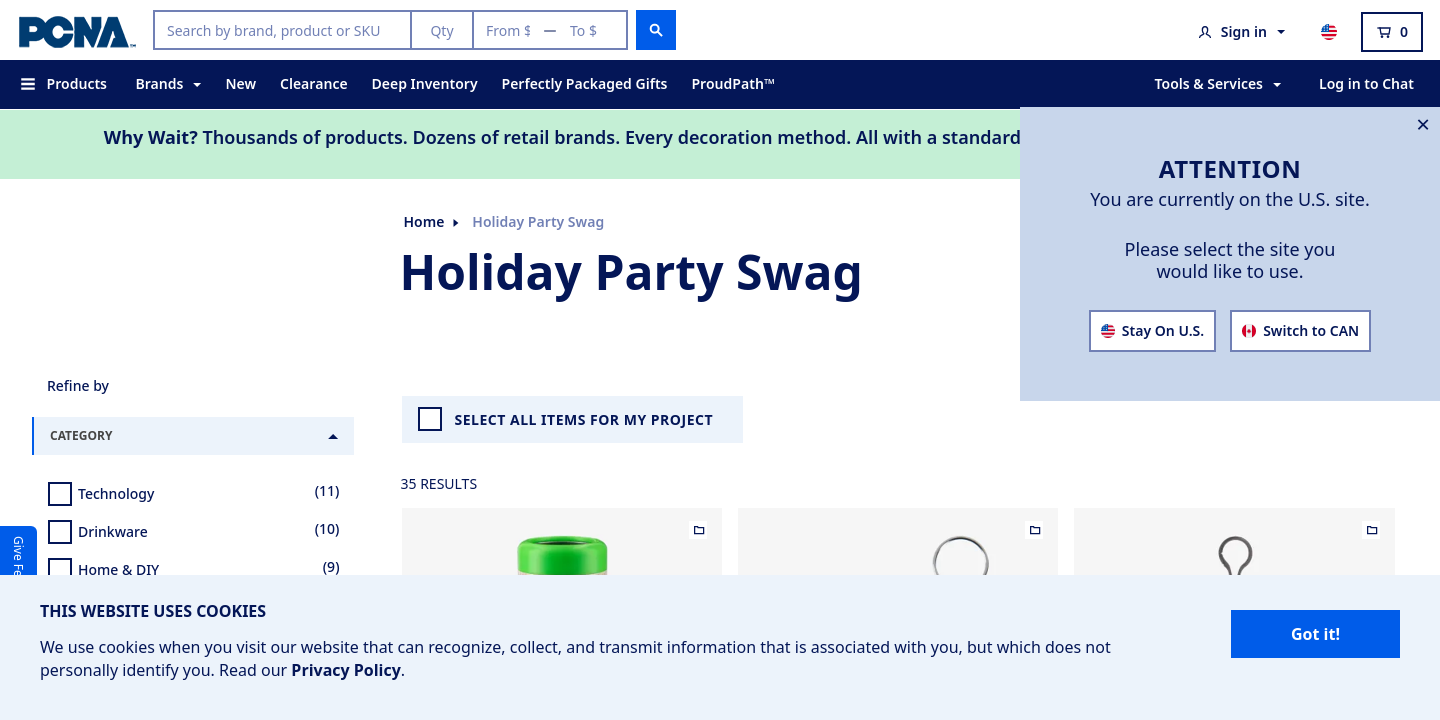 PCNA
Search by brand, product or SKU
Qty
From $ — To $
Sign in
0
Products
Brands
New
Clearance
Deep Inventory
Perfectly Packaged Gifts
ProudPath™
Tools & Services
Log in to Chat
Why Wait? Thousands of products. Dozens of retail brands. Every decoration method. All with a standard
ATTENTION
You are currently on the U.S. site.
Please select the site you
would like to use.
Stay On U.S.
Switch to CAN
Home
Holiday Party Swag
Holiday Party Swag
Refine by
CATEGORY
Technology (11)
Drinkware (10)
Home & DIY (9)
SELECT ALL ITEMS FOR MY PROJECT
35 RESULTS
Give Fe
THIS WEBSITE USES COOKIES
We use cookies when you visit our website that can recognize, collect, and transmit information that is associated with you, but which does not
personally identify you. Read our Privacy Policy.
Got it!